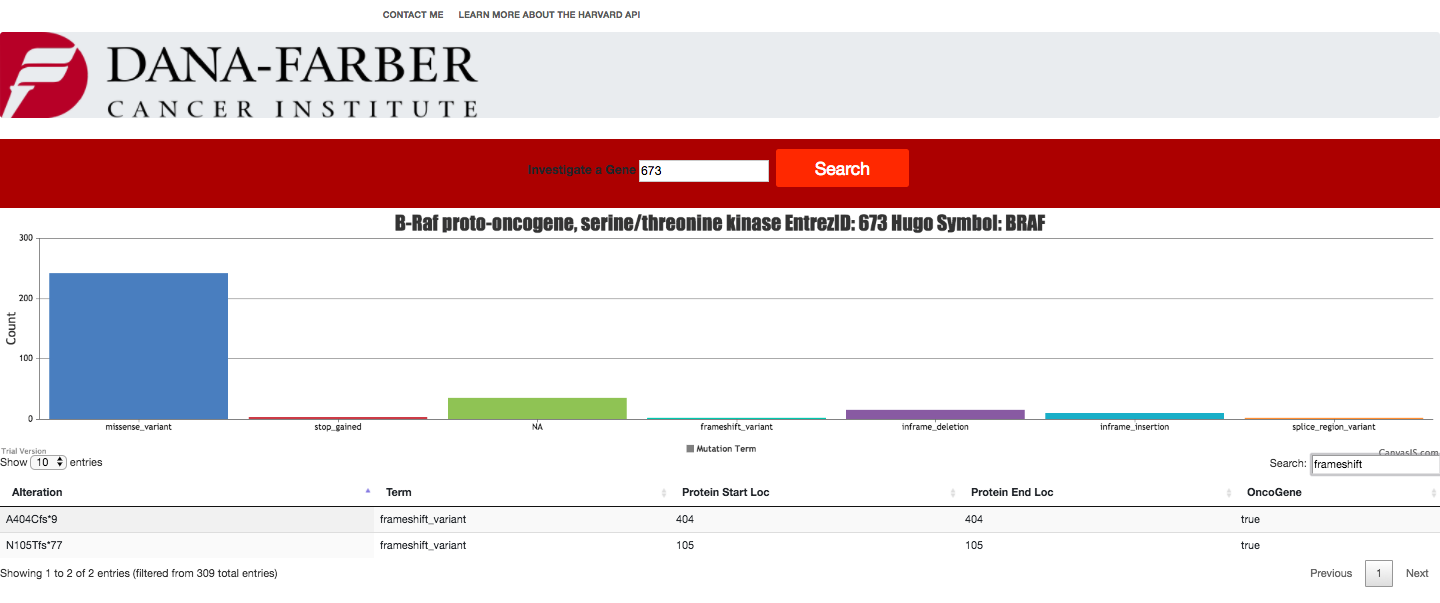 CONTACT ME LEARN MORE ABOUT THE HARVARD API
DANA-FARBER
CANCER INSTITUTE
Investigate a Gene 673 Search
B-Raf proto-oncogene, serine/threonine kinase EntrezID: 673 Hugo Symbol: BRAF
300
200
100
0
Count
missense_variant stop_gained NA frameshift_variant inframe_deletion inframe_insertion splice_region_variant
Mutation Term
Trial Version CanvasJS.com
Show 10 entries Search: frameshift
Alteration Term Protein Start Loc Protein End Loc OncoGene
A404Cfs*9 frameshift_variant 404 404 true
N105Tfs*77 frameshift_variant 105 105 true
Showing 1 to 2 of 2 entries (filtered from 309 total entries) Previous 1 Next